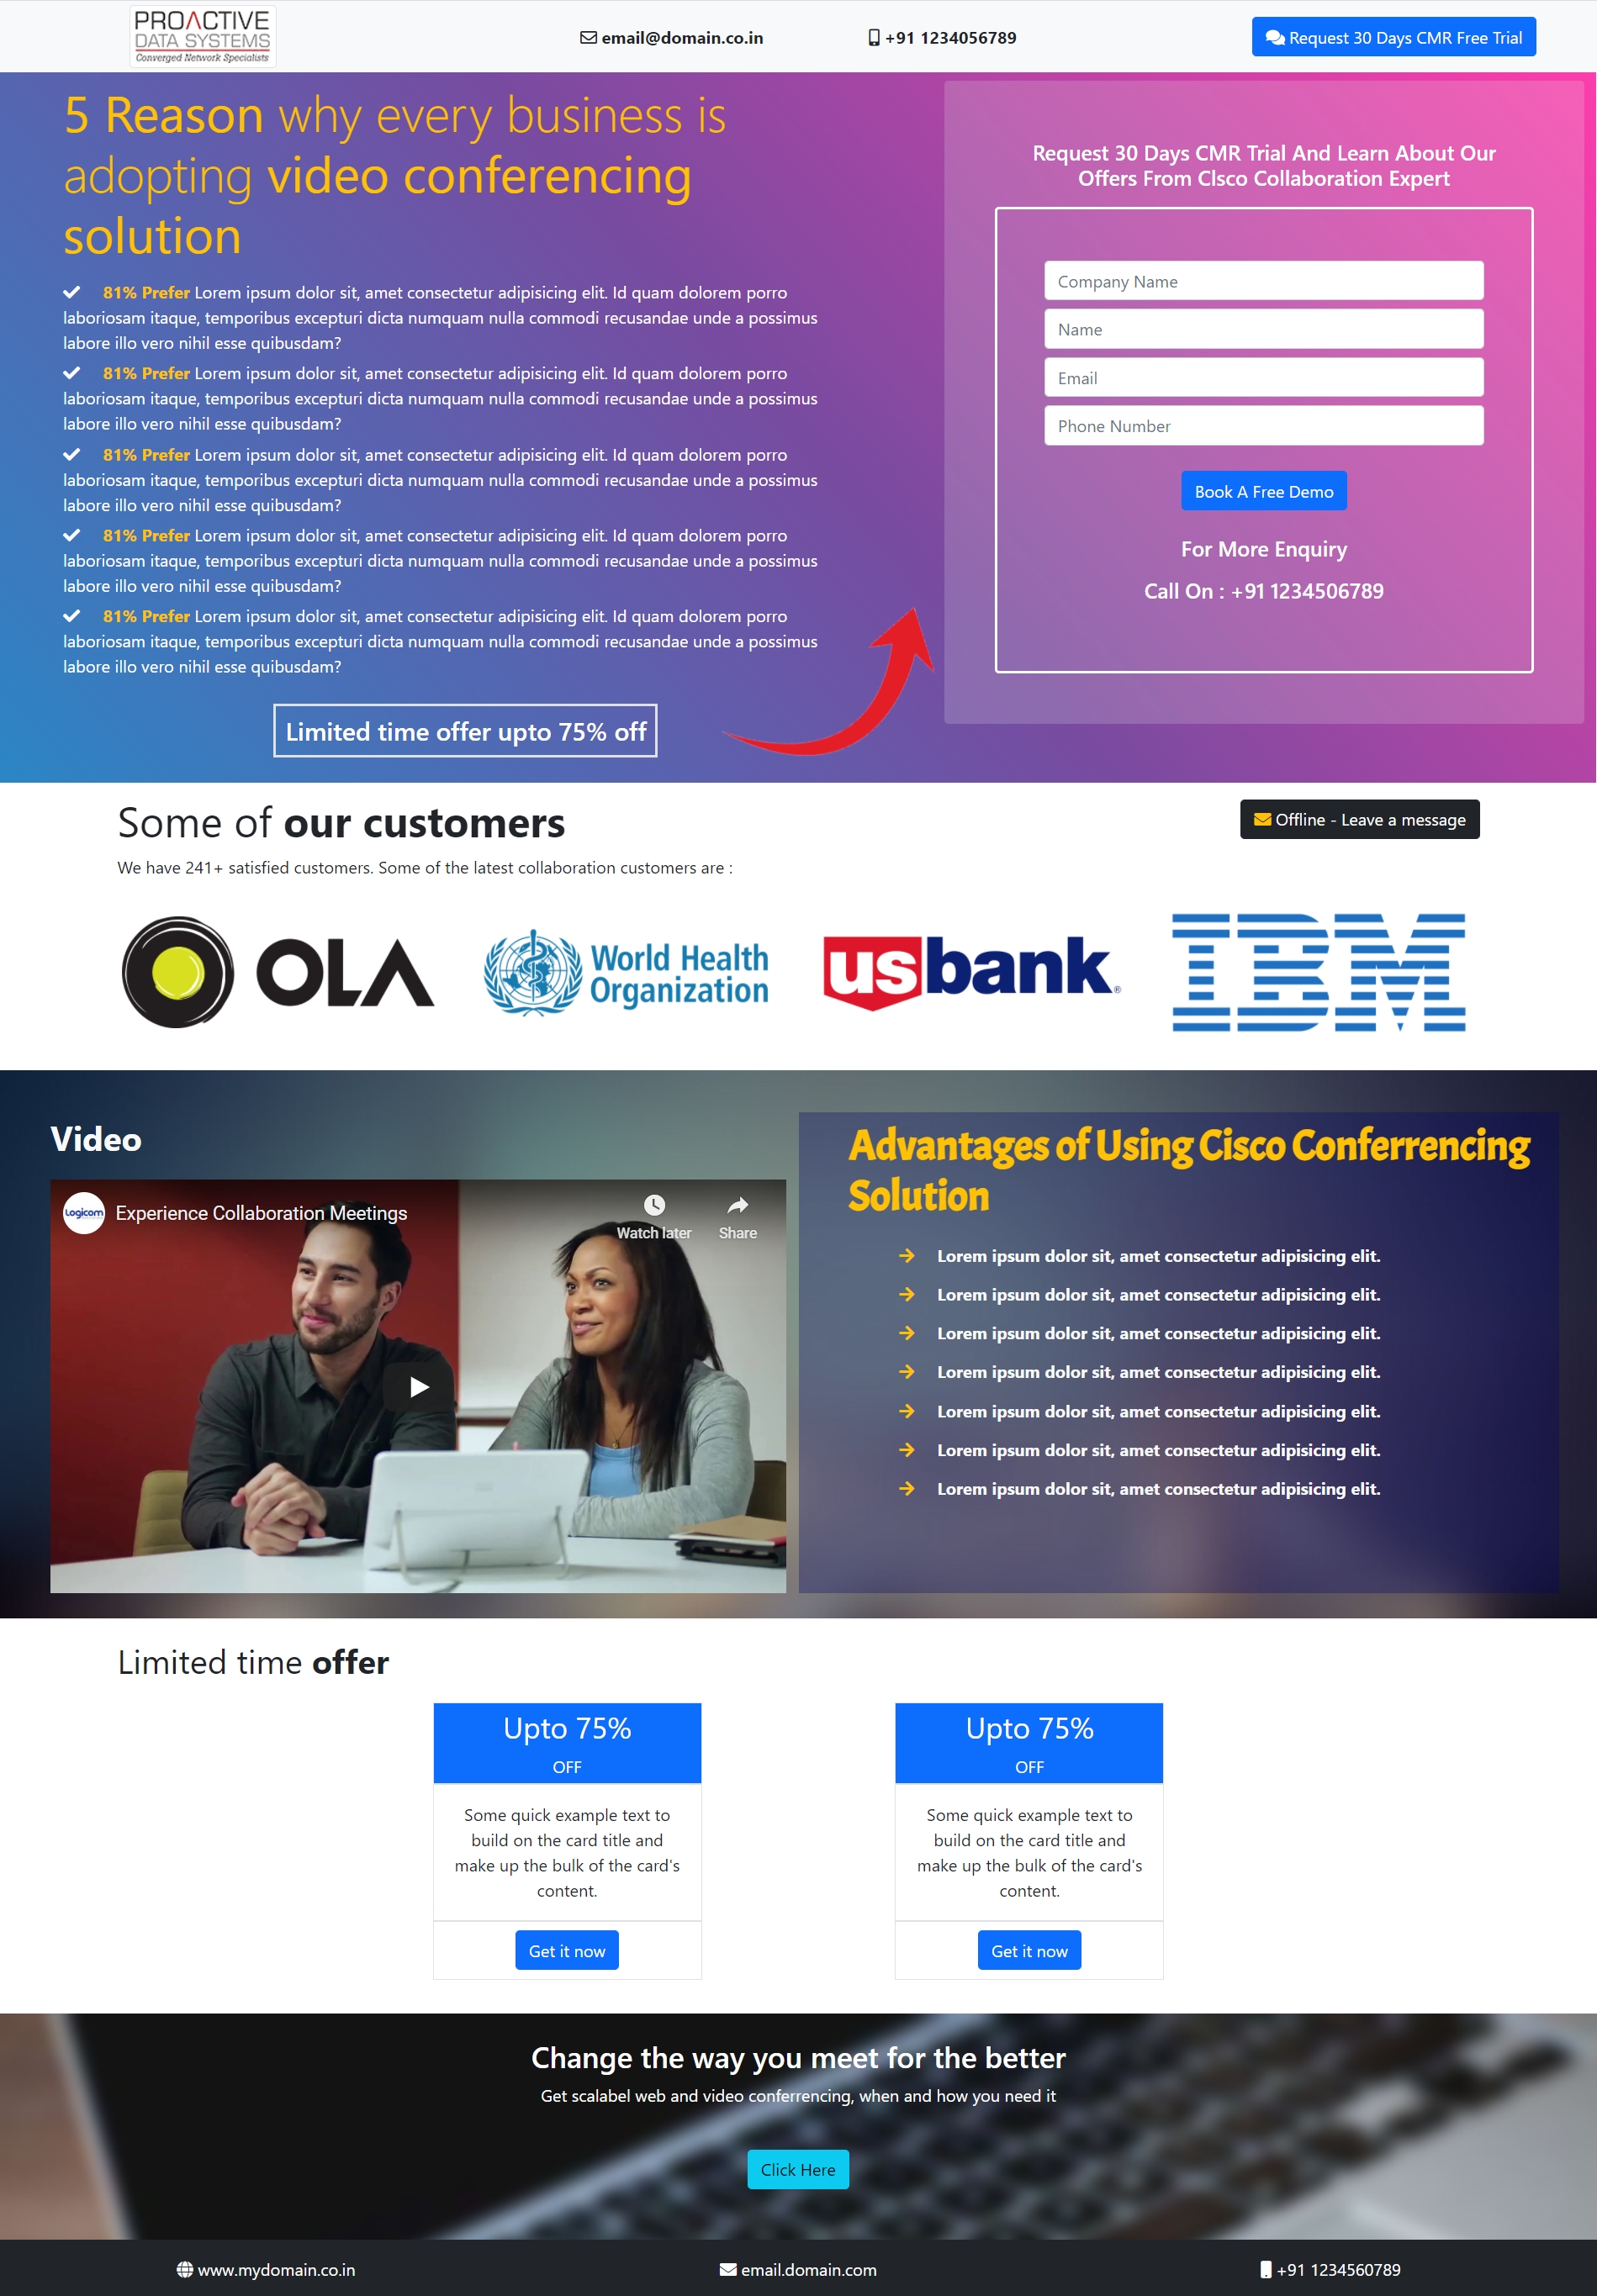 PROACTIVE
DATA SYSTEMS
Converged Network Specialists
email@domain.co.in
+91 1234056789
Request 30 Days CMR Free Trial
5 Reason why every business is
adopting video conferencing
solution
81% Prefer Lorem ipsum dolor sit, amet consectetur adipisicing elit. Id quam dolorem porro
laboriosam itaque, temporibus excepturi dicta numquam nulla commodi recusandae unde a possimus
labore illo vero nihil esse quibusdam?
81% Prefer Lorem ipsum dolor sit, amet consectetur adipisicing elit. Id quam dolorem porro
laboriosam itaque, temporibus excepturi dicta numquam nulla commodi recusandae unde a possimus
labore illo vero nihil esse quibusdam?
81% Prefer Lorem ipsum dolor sit, amet consectetur adipisicing elit. Id quam dolorem porro
laboriosam itaque, temporibus excepturi dicta numquam nulla commodi recusandae unde a possimus
labore illo vero nihil esse quibusdam?
81% Prefer Lorem ipsum dolor sit, amet consectetur adipisicing elit. Id quam dolorem porro
laboriosam itaque, temporibus excepturi dicta numquam nulla commodi recusandae unde a possimus
labore illo vero nihil esse quibusdam?
81% Prefer Lorem ipsum dolor sit, amet consectetur adipisicing elit. Id quam dolorem porro
laboriosam itaque, temporibus excepturi dicta numquam nulla commodi recusandae unde a possimus
labore illo vero nihil esse quibusdam?
Limited time offer upto 75% off
Request 30 Days CMR Trial And Learn About Our
Offers From CIsco Collaboration Expert
Company Name
Name
Email
Phone Number
Book A Free Demo
For More Enquiry
Call On : +91 1234506789
Some of our customers
Offline - Leave a message
We have 241+ satisfied customers. Some of the latest collaboration customers are :
OLA
World Health
Organization
usbank®
IBM
Video
Logicom
Experience Collaboration Meetings
Watch later
Share
Advantages of Using Cisco Conferrencing
Solution
Lorem ipsum dolor sit, amet consectetur adipisicing elit.
Lorem ipsum dolor sit, amet consectetur adipisicing elit.
Lorem ipsum dolor sit, amet consectetur adipisicing elit.
Lorem ipsum dolor sit, amet consectetur adipisicing elit.
Lorem ipsum dolor sit, amet consectetur adipisicing elit.
Lorem ipsum dolor sit, amet consectetur adipisicing elit.
Lorem ipsum dolor sit, amet consectetur adipisicing elit.
Limited time offer
Upto 75%
OFF
Some quick example text to
build on the card title and
make up the bulk of the card's
content.
Get it now
Upto 75%
OFF
Some quick example text to
build on the card title and
make up the bulk of the card's
content.
Get it now
Change the way you meet for the better
Get scalabel web and video conferrencing, when and how you need it
Click Here
www.mydomain.co.in
email.domain.com
+91 1234560789